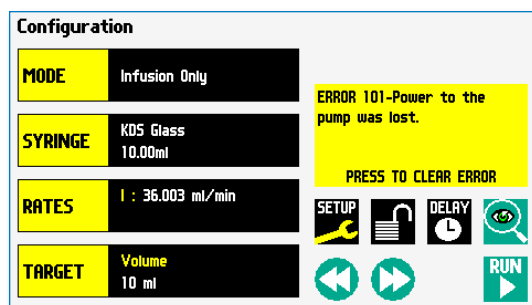 Configuration
MODE
Infusion Only
SYRINGE
KDS Glass
10.00ml
RATES
I : 36.003 ml/min
TARGET
Volume
10 ml
ERROR 101-Power to the
pump was lost.
PRESS TO CLEAR ERROR
SETUP
DELAY
RUN